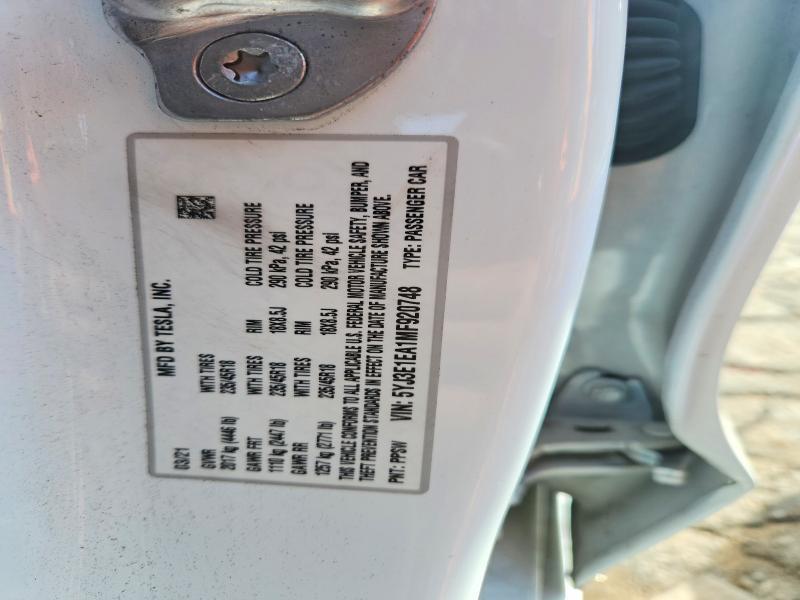 MFD BY TESLA, INC.
03/21
GVWR WITH TIRES RIM COLD TIRE PRESSURE
2017 kg (4446 lb) 235/45R18 18X8.5J 290 kPa, 42 psi
GAWR FRT WITH TIRES RIM COLD TIRE PRESSURE
1110 kg (2447 lb) 235/45R18 18X8.5J 290 kPa, 42 psi
GAWR RR
1257 kg (2771 lb)
THIS VEHICLE CONFORMS TO ALL APPLICABLE U.S. FEDERAL MOTOR VEHICLE SAFETY, BUMPER, AND
THEFT PREVENTION STANDARDS IN EFFECT ON THE DATE OF MANUFACTURE SHOWN ABOVE.
PNT: PPSW VIN: 5YJ3E1EA1MF920748 TYPE: PASSENGER CAR